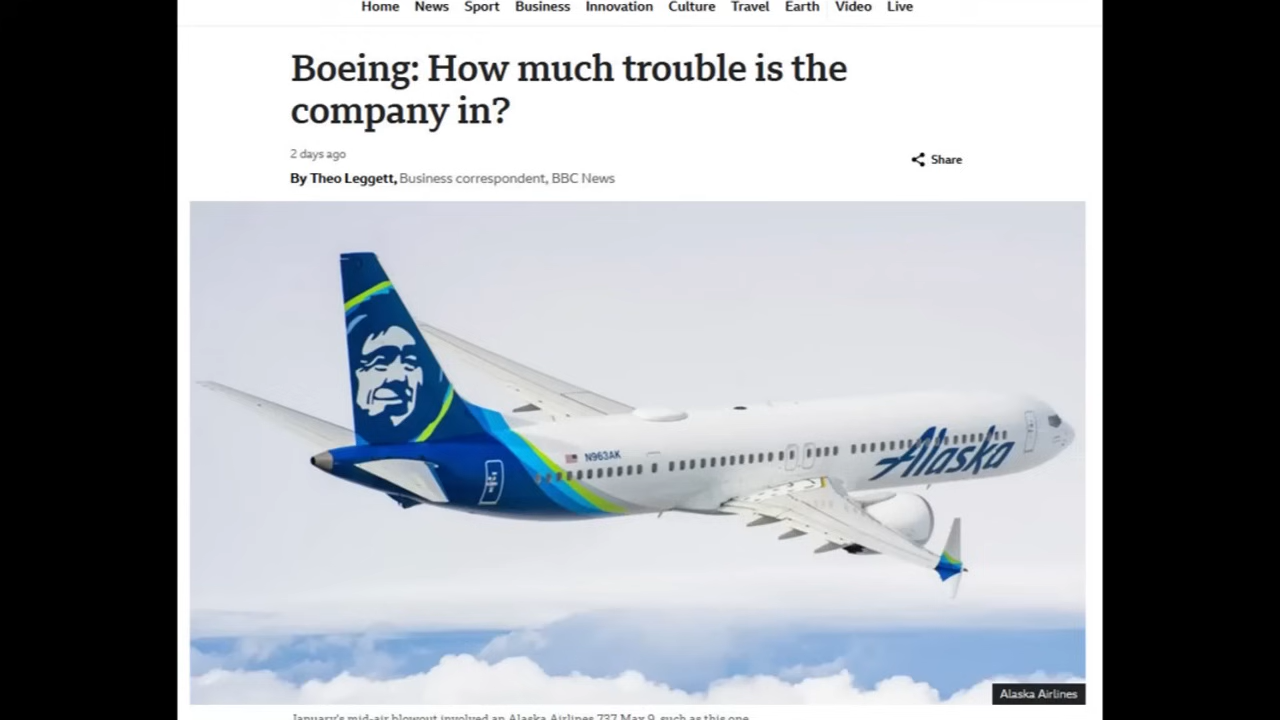 Home News Sport Business Innovation Culture Travel Earth Video Live
Boeing: How much trouble is the
company in?
2 days ago
Share
By Theo Leggett, Business correspondent, BBC News
N963AK
Alaska
Alaska Airlines
January's mid-air blowout involved an Alaska Airlines 737 Max 9, such as this one